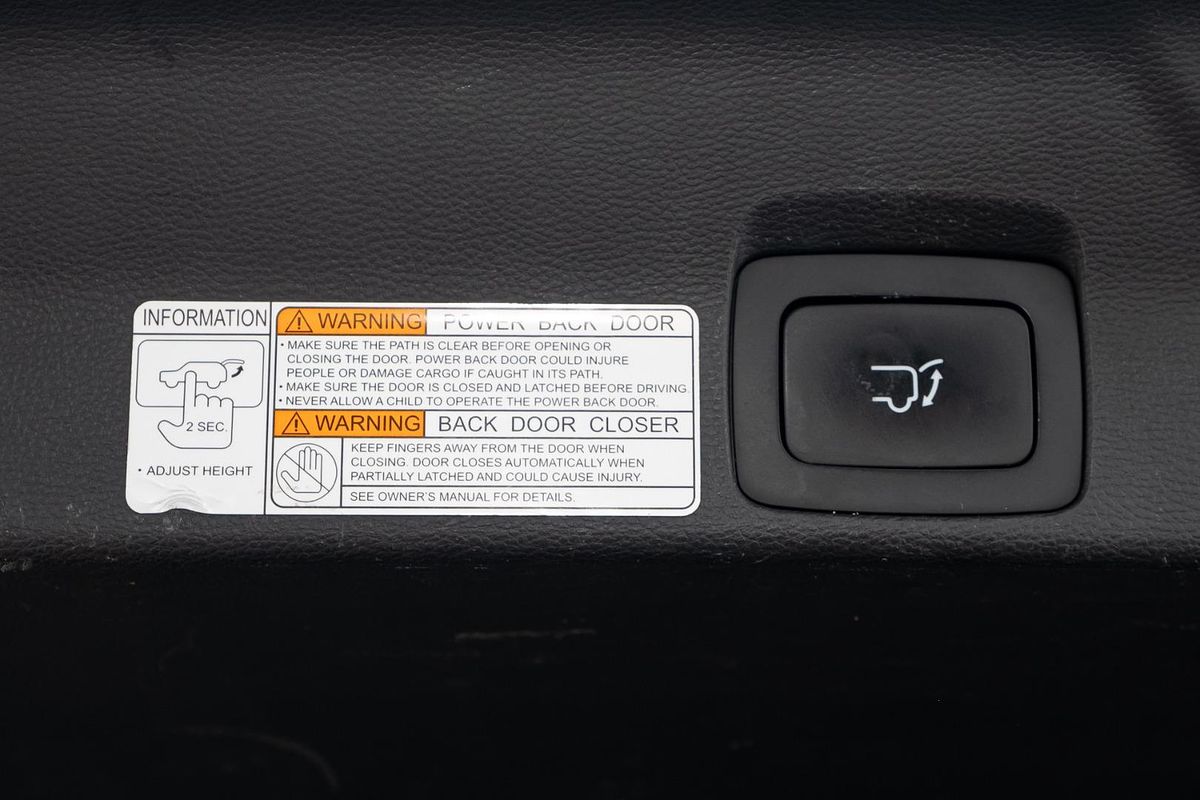 INFORMATION
2 SEC.
• ADJUST HEIGHT
WARNING POWER BACK DOOR
• MAKE SURE THE PATH IS CLEAR BEFORE OPENING OR
CLOSING THE DOOR. POWER BACK DOOR COULD INJURE
PEOPLE OR DAMAGE CARGO IF CAUGHT IN ITS PATH.
• MAKE SURE THE DOOR IS CLOSED AND LATCHED BEFORE DRIVING.
• NEVER ALLOW A CHILD TO OPERATE THE POWER BACK DOOR.
WARNING BACK DOOR CLOSER
KEEP FINGERS AWAY FROM THE DOOR WHEN
CLOSING. DOOR CLOSES AUTOMATICALLY WHEN
PARTIALLY LATCHED AND COULD CAUSE INJURY.
SEE OWNER'S MANUAL FOR DETAILS.